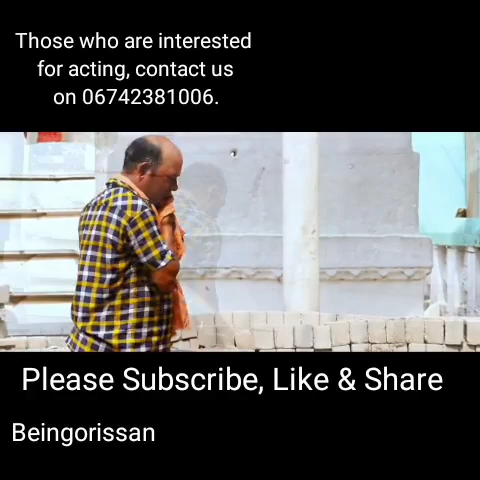 Those who are interested
for acting, contact us
on 06742381006.
Please Subscribe, Like & Share
Beingorissan